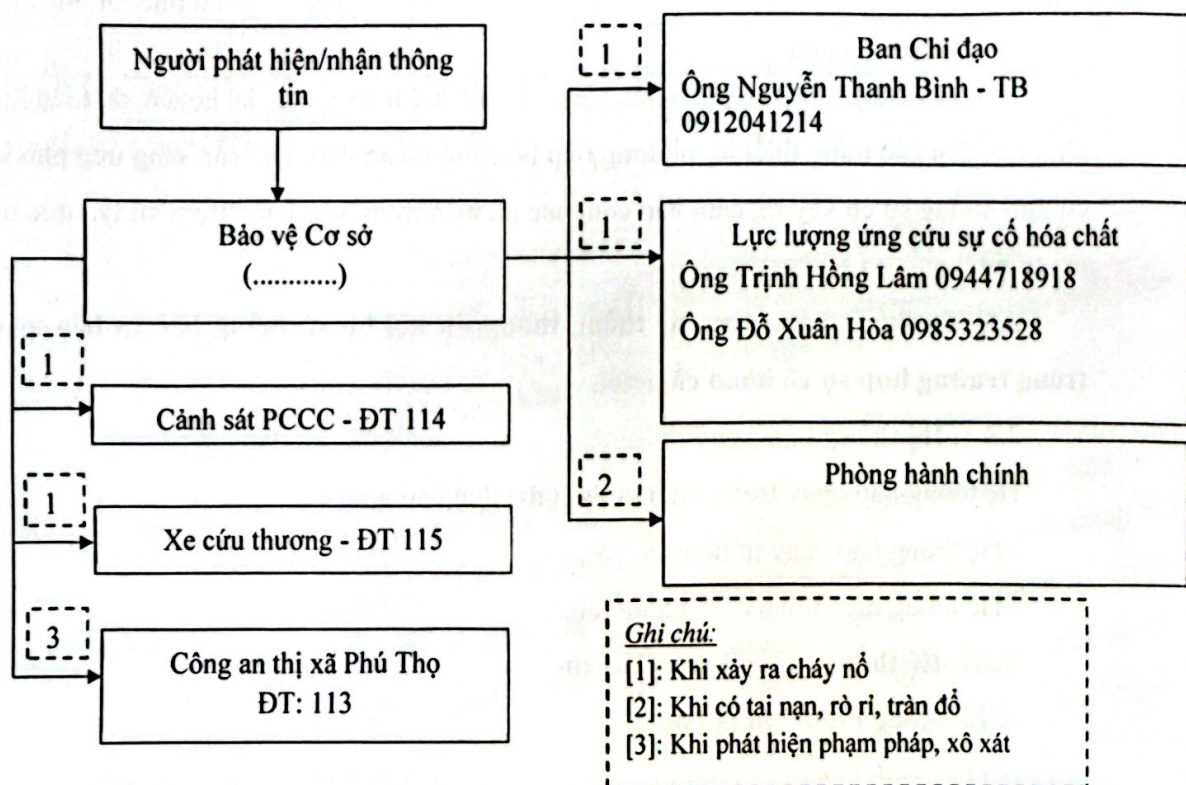 Người phát hiện/nhận thông
tin
Bảo vệ Cơ sở
(............)
1
Cảnh sát PCCC - ĐT 114
1
Xe cứu thương - ĐT 115
3
Công an thị xã Phú Thọ
ĐT: 113
1
Ban Chỉ đạo
Ông Nguyễn Thanh Bình - TB
0912041214
1
Lực lượng ứng cứu sự cố hóa chất
Ông Trịnh Hồng Lâm 0944718918
Ông Đỗ Xuân Hòa 0985323528
2
Phòng hành chính
Ghi chú:
[1]: Khi xảy ra cháy nổ
[2]: Khi có tai nạn, rò rỉ, tràn đổ
[3]: Khi phát hiện phạm pháp, xô xát